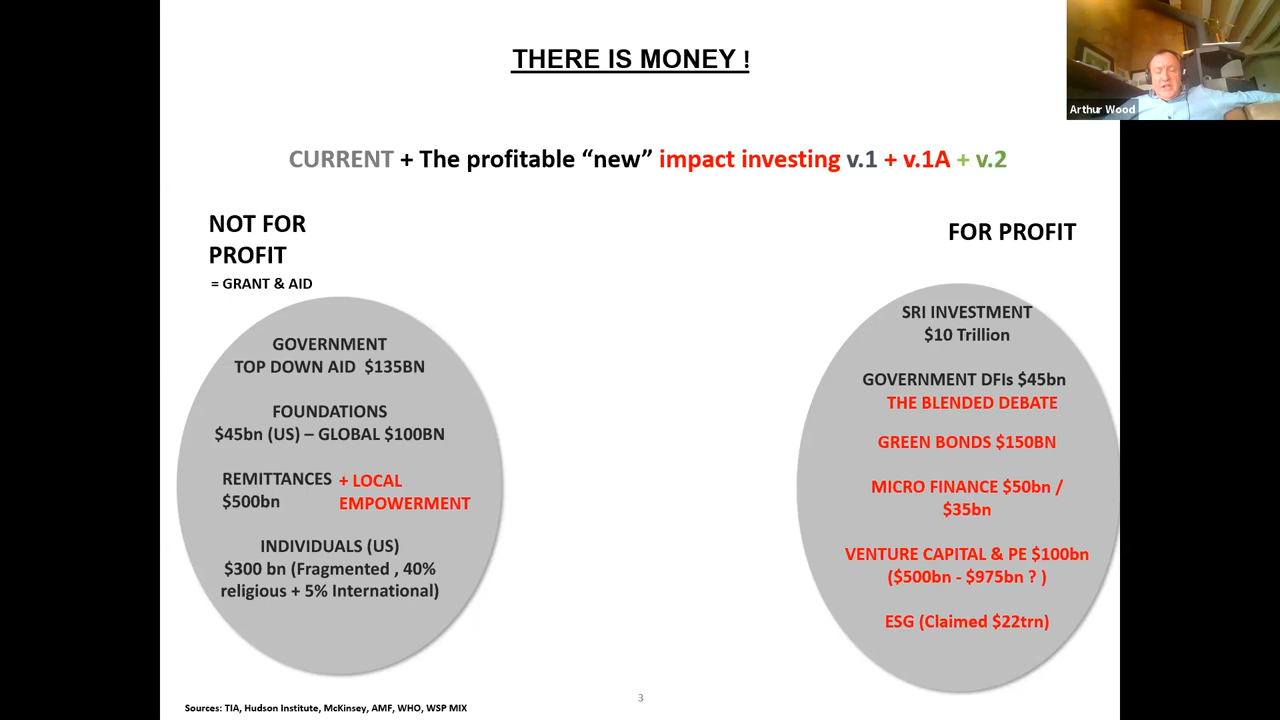 THERE IS MONEY !
Arthur Wood
CURRENT + The profitable “new” impact investing v.1 + v.1A + v.2
NOT FOR
PROFIT
= GRANT & AID
GOVERNMENT
TOP DOWN AID $135BN
FOUNDATIONS
$45bn (US) – GLOBAL $100BN
REMITTANCES
$500bn
+ LOCAL
EMPOWERMENT
INDIVIDUALS (US)
$300 bn (Fragmented , 40%
religious + 5% International)
FOR PROFIT
SRI INVESTMENT
$10 Trillion
GOVERNMENT DFIs $45bn
THE BLENDED DEBATE
GREEN BONDS $150BN
MICRO FINANCE $50bn /
$35bn
VENTURE CAPITAL & PE $100bn
($500bn - $975bn ? )
ESG (Claimed $22trn)
3
Sources: TIA, Hudson Institute, McKinsey, AMF, WHO, WSP MIX